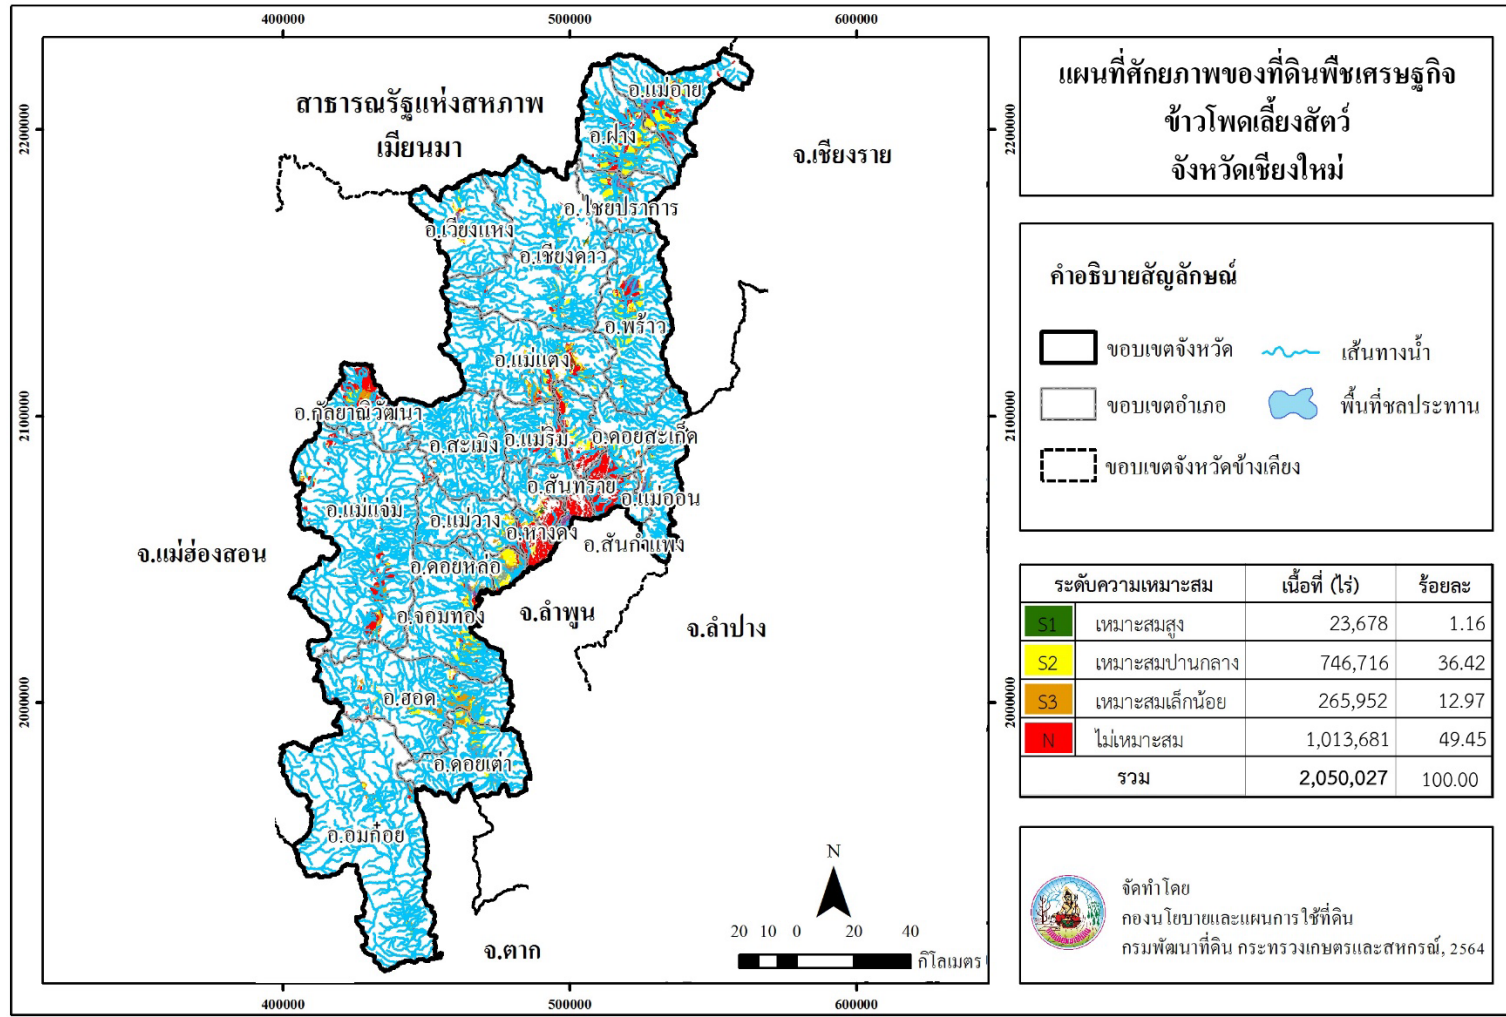 400000 500000 600000
แผนที่ศักยภาพของที่ดินพืชเศรษฐกิจ
ข้าวโพดเลี้ยงสัตว์
จังหวัดเชียงใหม่
สาธารณรัฐแห่งสหภาพ
เมียนมา
อ.แม่อาย
อ.ฝาง
จ.เชียงราย
อ.ไชยปราการ
อ.เวียงแหง
อ.เชียงดาว
อ.พร้าว
อ.แม่แตง
อ.กัลยาณิวัฒนา
อ.สะเมิง
อ.แม่ริม
อ.ดอยสะเก็ด
อ.สันทราย
อ.แม่ออน
อ.แม่แจ่ม
อ.แม่วาง
อ.หางดง
อ.สันกำแพง
จ.แม่ฮ่องสอน
อ.ดอยหล่อ
อ.จอมทอง
จ.ลำพูน
จ.ลำปาง
อ.ฮอด
อ.ดอยเต่า
อ.อมก๋อย
จ.ตาก
2200000
2100000
2000000
2200000
2100000
2000000
คำอธิบายสัญลักษณ์
ขอบเขตจังหวัด เส้นทางน้ำ
ขอบเขตอำเภอ พื้นที่ชลประทาน
ขอบเขตจังหวัดข้างเคียง
ระดับความเหมาะสม เนื้อที่ (ไร่) ร้อยละ
S1 เหมาะสมสูง 23,678 1.16
S2 เหมาะสมปานกลาง 746,716 36.42
S3 เหมาะสมเล็กน้อย 265,952 12.97
N ไม่เหมาะสม 1,013,681 49.45
รวม 2,050,027 100.00
N
20 10 0 20 40
กิโลเมตร
จัดทำโดย
กองนโยบายและแผนการใช้ที่ดิน
กรมพัฒนาที่ดิน กระทรวงเกษตรและสหกรณ์, 2564
400000 500000 600000